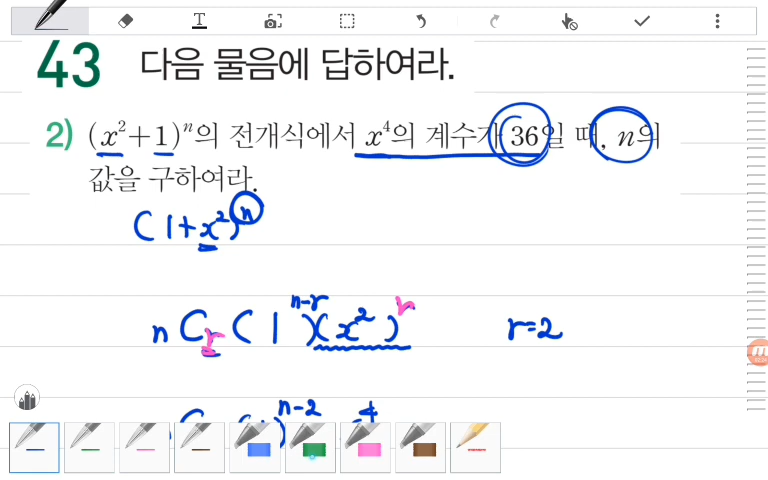 43 다음 물음에 답하여라.
2) (x²+1)ⁿ의 전개식에서 x⁴의 계수가 36일 때, n의
값을 구하여라.
(1+x²)ⁿ
nCr(1)ⁿ⁻ʳ(x²)ʳ r=2
n-2 4